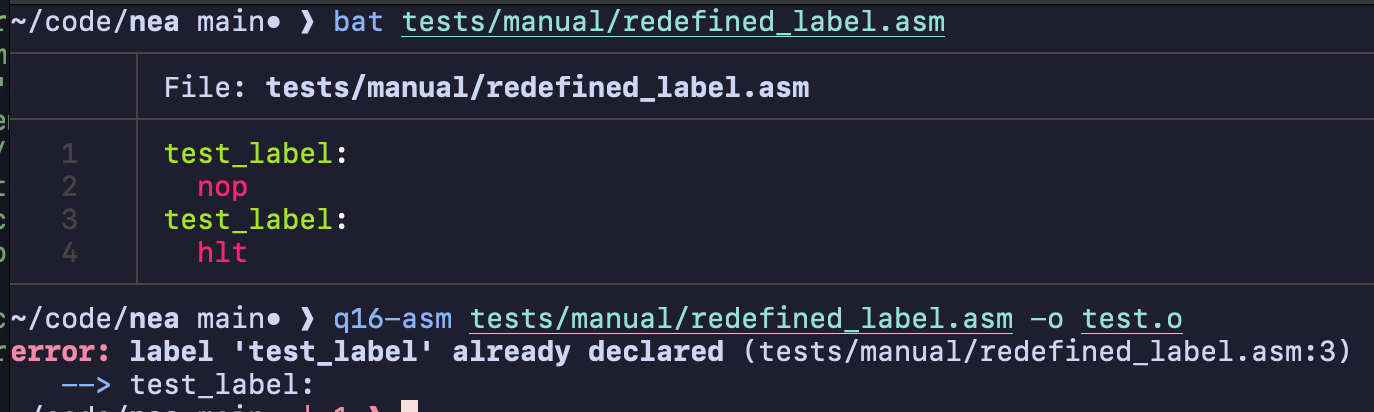 ~/code/nea main● ❱ bat tests/manual/redefined_label.asm
File: tests/manual/redefined_label.asm
1 test_label:
2 nop
3 test_label:
4 hlt
~/code/nea main● ❱ q16-asm tests/manual/redefined_label.asm -o test.o
error: label 'test_label' already declared (tests/manual/redefined_label.asm:3)
--> test_label: